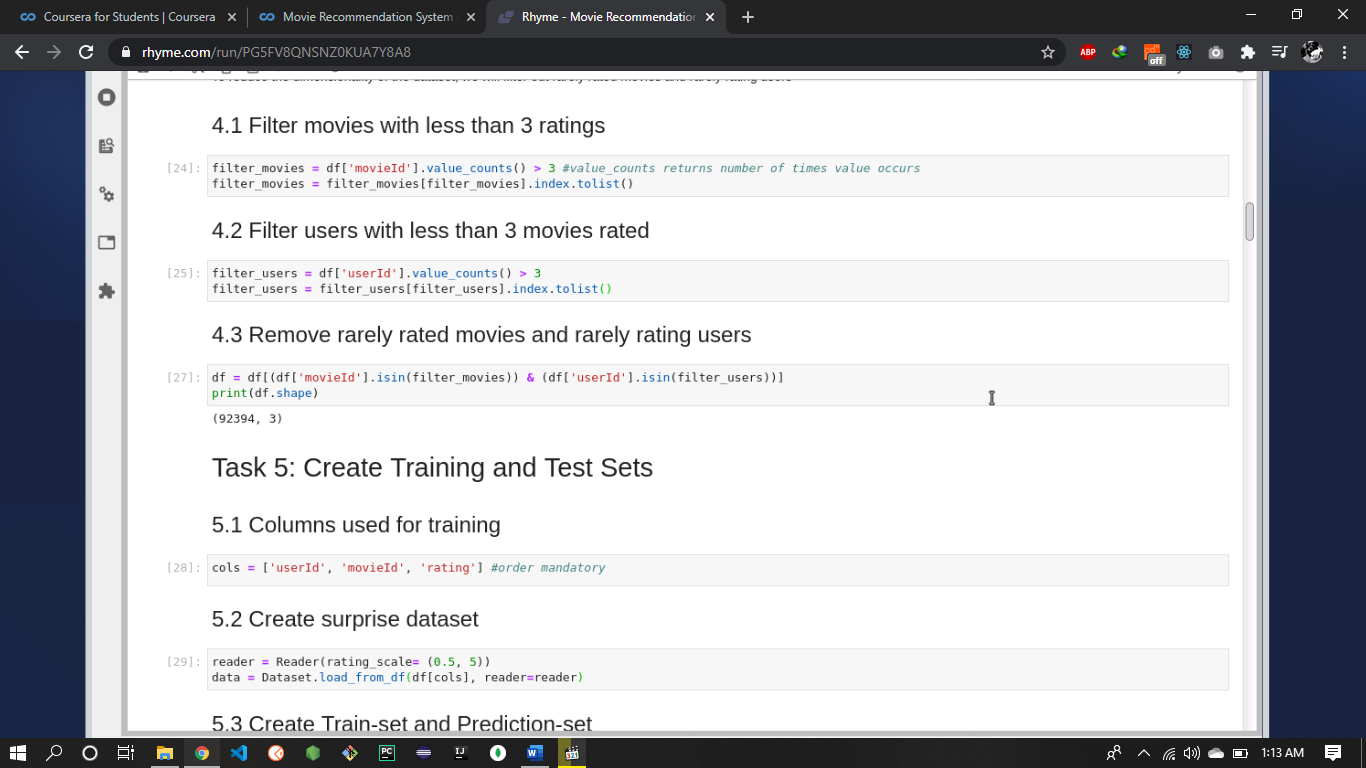 Coursera for Students | Coursera
Movie Recommendation System
Rhyme - Movie Recommendation
rhyme.com/run/PG5FV8QNSNZ0KUA7Y8A8
ABP
off
4.1 Filter movies with less than 3 ratings
[24]: filter_movies = df['movieId'].value_counts() > 3 #value_counts returns number of times value occurs
filter_movies = filter_movies[filter_movies].index.tolist()
4.2 Filter users with less than 3 movies rated
[25]: filter_users = df['userId'].value_counts() > 3
filter_users = filter_users[filter_users].index.tolist()
4.3 Remove rarely rated movies and rarely rating users
[27]: df = df[(df['movieId'].isin(filter_movies)) & (df['userId'].isin(filter_users))]
print(df.shape)
(92394, 3)
Task 5: Create Training and Test Sets
5.1 Columns used for training
[28]: cols = ['userId', 'movieId', 'rating'] #order mandatory
5.2 Create surprise dataset
[29]: reader = Reader(rating_scale= (0.5, 5))
data = Dataset.load_from_df(df[cols], reader=reader)
5.3 Create Train-set and Prediction-set
PC
IJ
W
321
1:13 AM